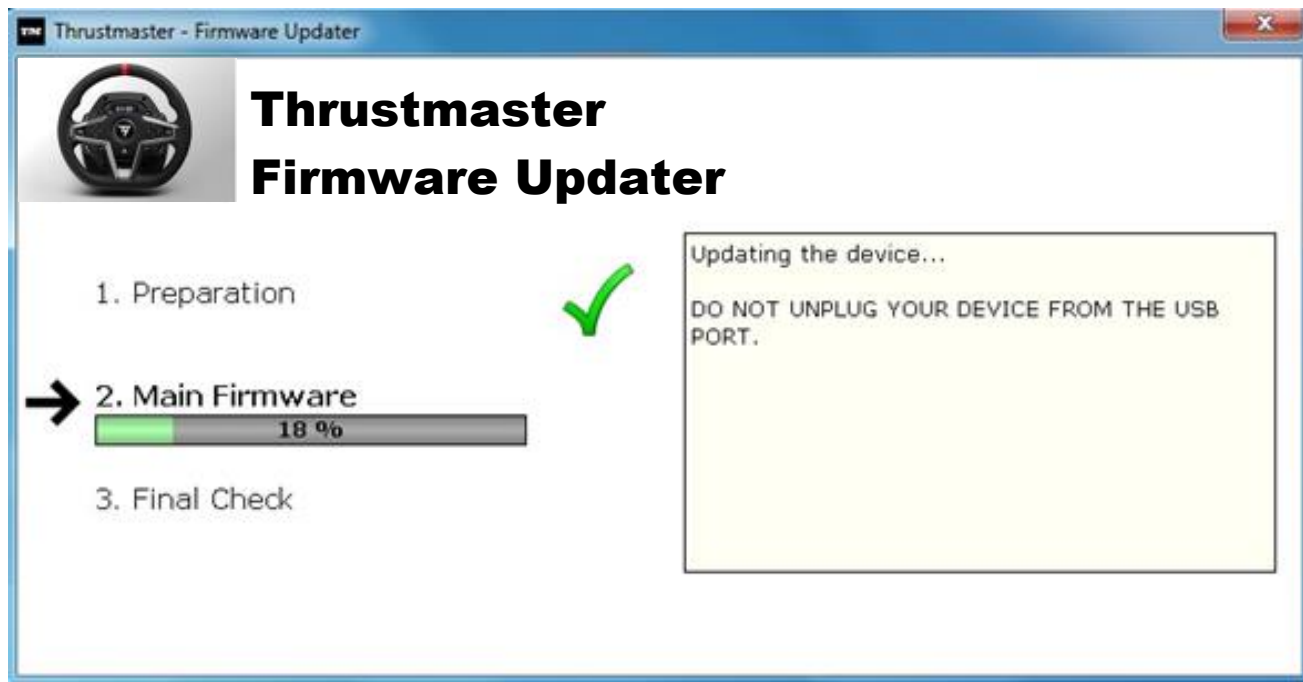 Thrustmaster - Firmware Updater
Thrustmaster
Firmware Updater
1. Preparation
2. Main Firmware
18 %
3. Final Check
Updating the device...
DO NOT UNPLUG YOUR DEVICE FROM THE USB
PORT.